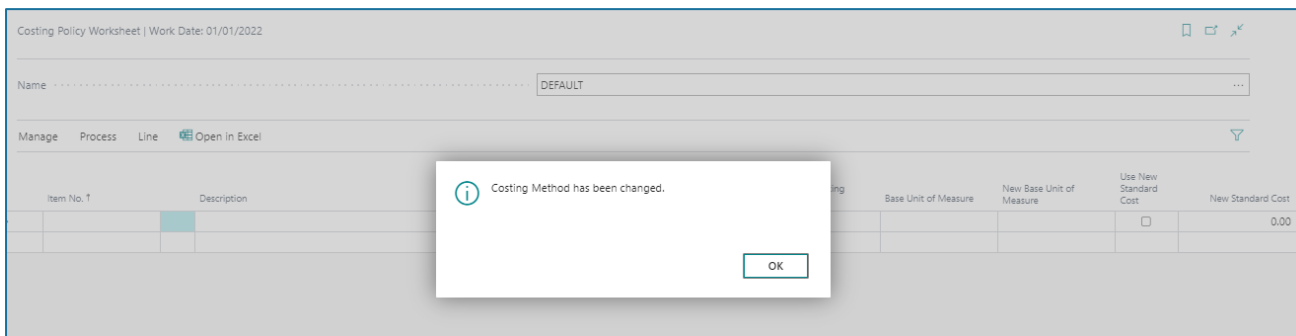 Costing Policy Worksheet | Work Date: 01/01/2022
Name
DEFAULT
...
Manage Process Line Open in Excel
Costing Method has been changed.
OK
Item No. ↑ Description ing Base Unit of Measure New Base Unit of Measure Use New Standard Cost New Standard Cost
0.00